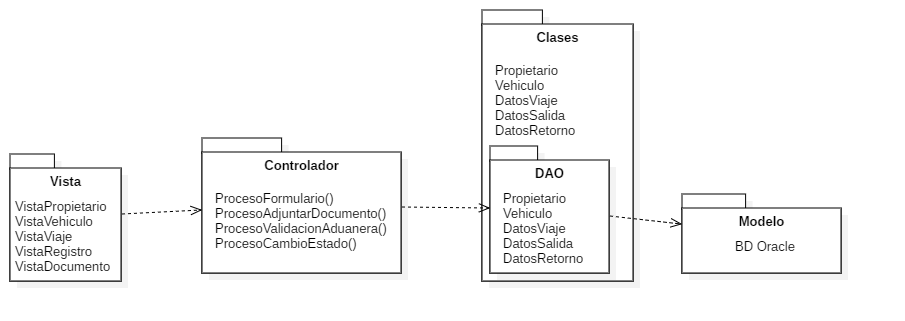 Vista
VistaPropietario
VistaVehiculo
VistaViaje
VistaRegistro
VistaDocumento
Controlador
ProcesoFormulario()
ProcesoAdjuntarDocumento()
ProcesoValidacionAduanera()
ProcesoCambioEstado()
Clases
Propietario
Vehiculo
DatosViaje
DatosSalida
DatosRetorno
DAO
Propietario
Vehiculo
DatosViaje
DatosSalida
DatosRetorno
Modelo
BD Oracle